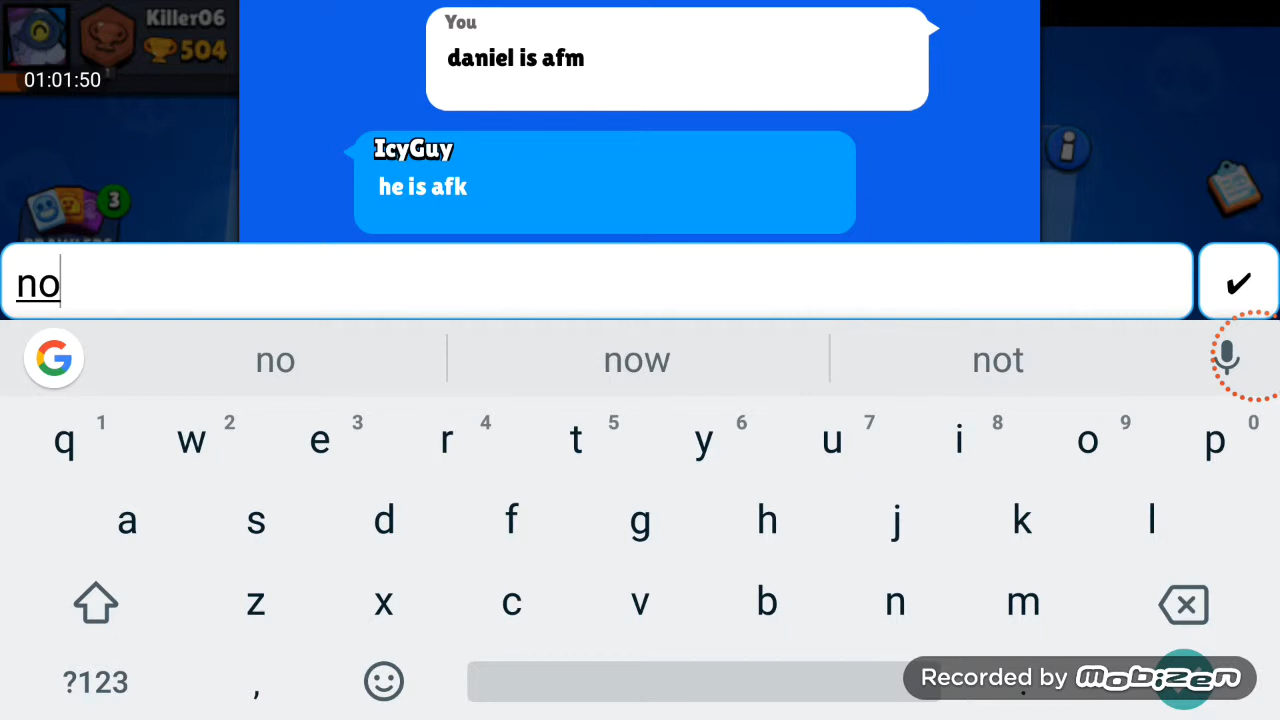 Killer06
504
01:01:50
You
daniel is afm
IcyGuy
he is afk
3
no
✔
G
no now not
q 1 w 2 e 3 r 4 t 5 y 6 u 7 i 8 o 9 p 0
a s d f g h j k l
z x c v b n m
?123 , .
Recorded by Mobizen